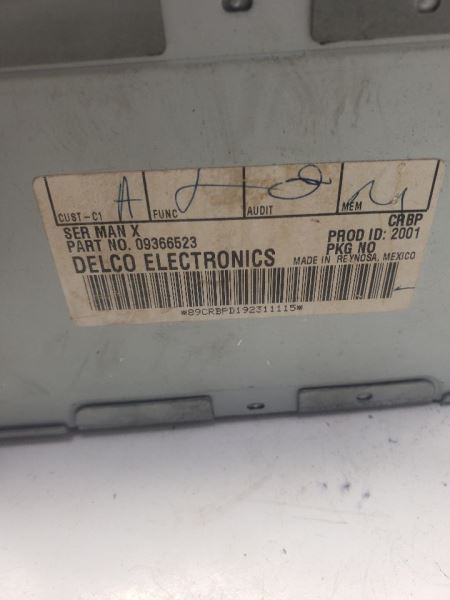 CUST-C1 A FUNC AUDIT MEM
SER MAN X CRBP
PART NO. 09366523 PROD ID: 2001
PKG NO
DELCO ELECTRONICS MADE IN REYNOSA, MEXICO
*89CRBPD192311115*